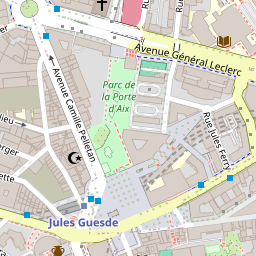 Avenue Général Leclerc
Parc de
la Porte
d'Aix
Avenue Camille Pelletan
Rue Jules Ferry
Jules Guesde